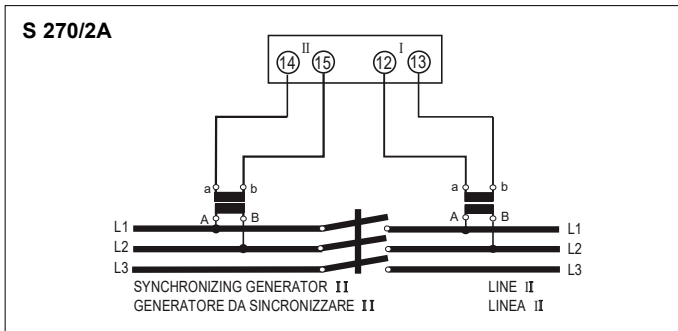 S 270/2A
II I
14 15 12 13
a b a b
A B A B
L1 L1
L2 L2
L3 L3
SYNCHRONIZING GENERATOR II LINE II
GENERATORE DA SINCRONIZZARE II LINEA II